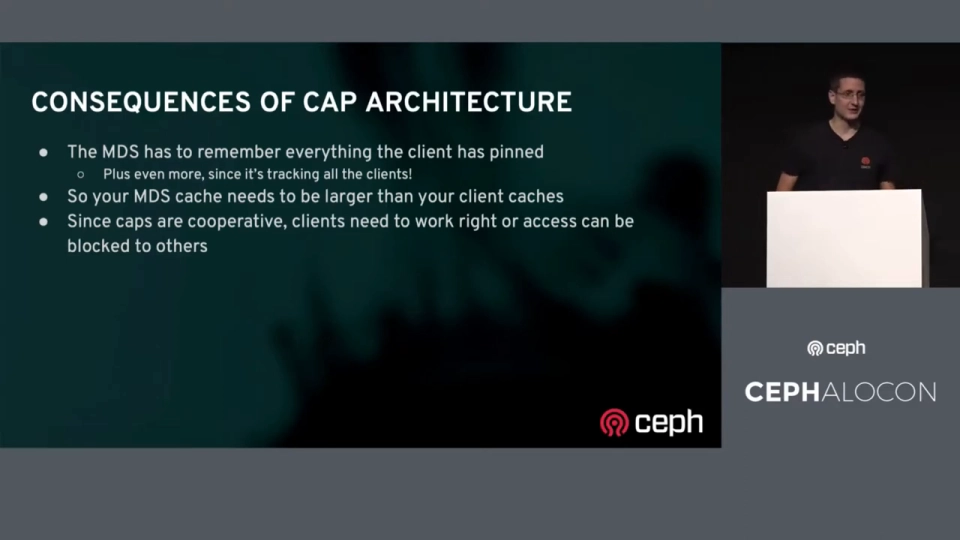 CONSEQUENCES OF CAP ARCHITECTURE
● The MDS has to remember everything the client has pinned
○ Plus even more, since it's tracking all the clients!
● So your MDS cache needs to be larger than your client caches
● Since caps are cooperative, clients need to work right or access can be
blocked to others
ceph
ceph
CEPHALOCON